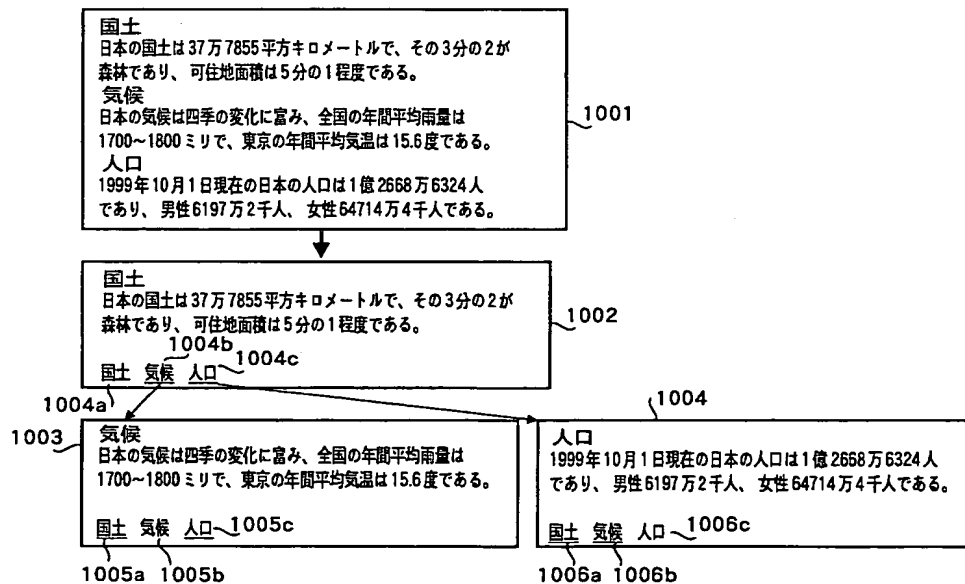 国土
日本の国土は37万7855平方キロメートルで、その3分の2が
森林であり、可住地面積は5分の1程度である。
気候
日本の気候は四季の変化に富み、全国の年間平均雨量は
1700~1800ミリで、東京の年間平均気温は15.6度である。
人口
1999年10月1日現在の日本の人口は1億2668万6324人
であり、男性6197万2千人、女性64714万4千人である。
1001
国土
日本の国土は37万7855平方キロメートルで、その3分の2が
森林であり、可住地面積は5分の1程度である。
1002
1004b
1004c
国土 気候 人口
1004a
1004
1003
気候
日本の気候は四季の変化に富み、全国の年間平均雨量は
1700~1800ミリで、東京の年間平均気温は15.6度である。
国土 気候 人口
1005c
1005a
1005b
人口
1999年10月1日現在の日本の人口は1億2668万6324人
であり、男性6197万2千人、女性64714万4千人である。
国土 気候 人口
1006c
1006a
1006b